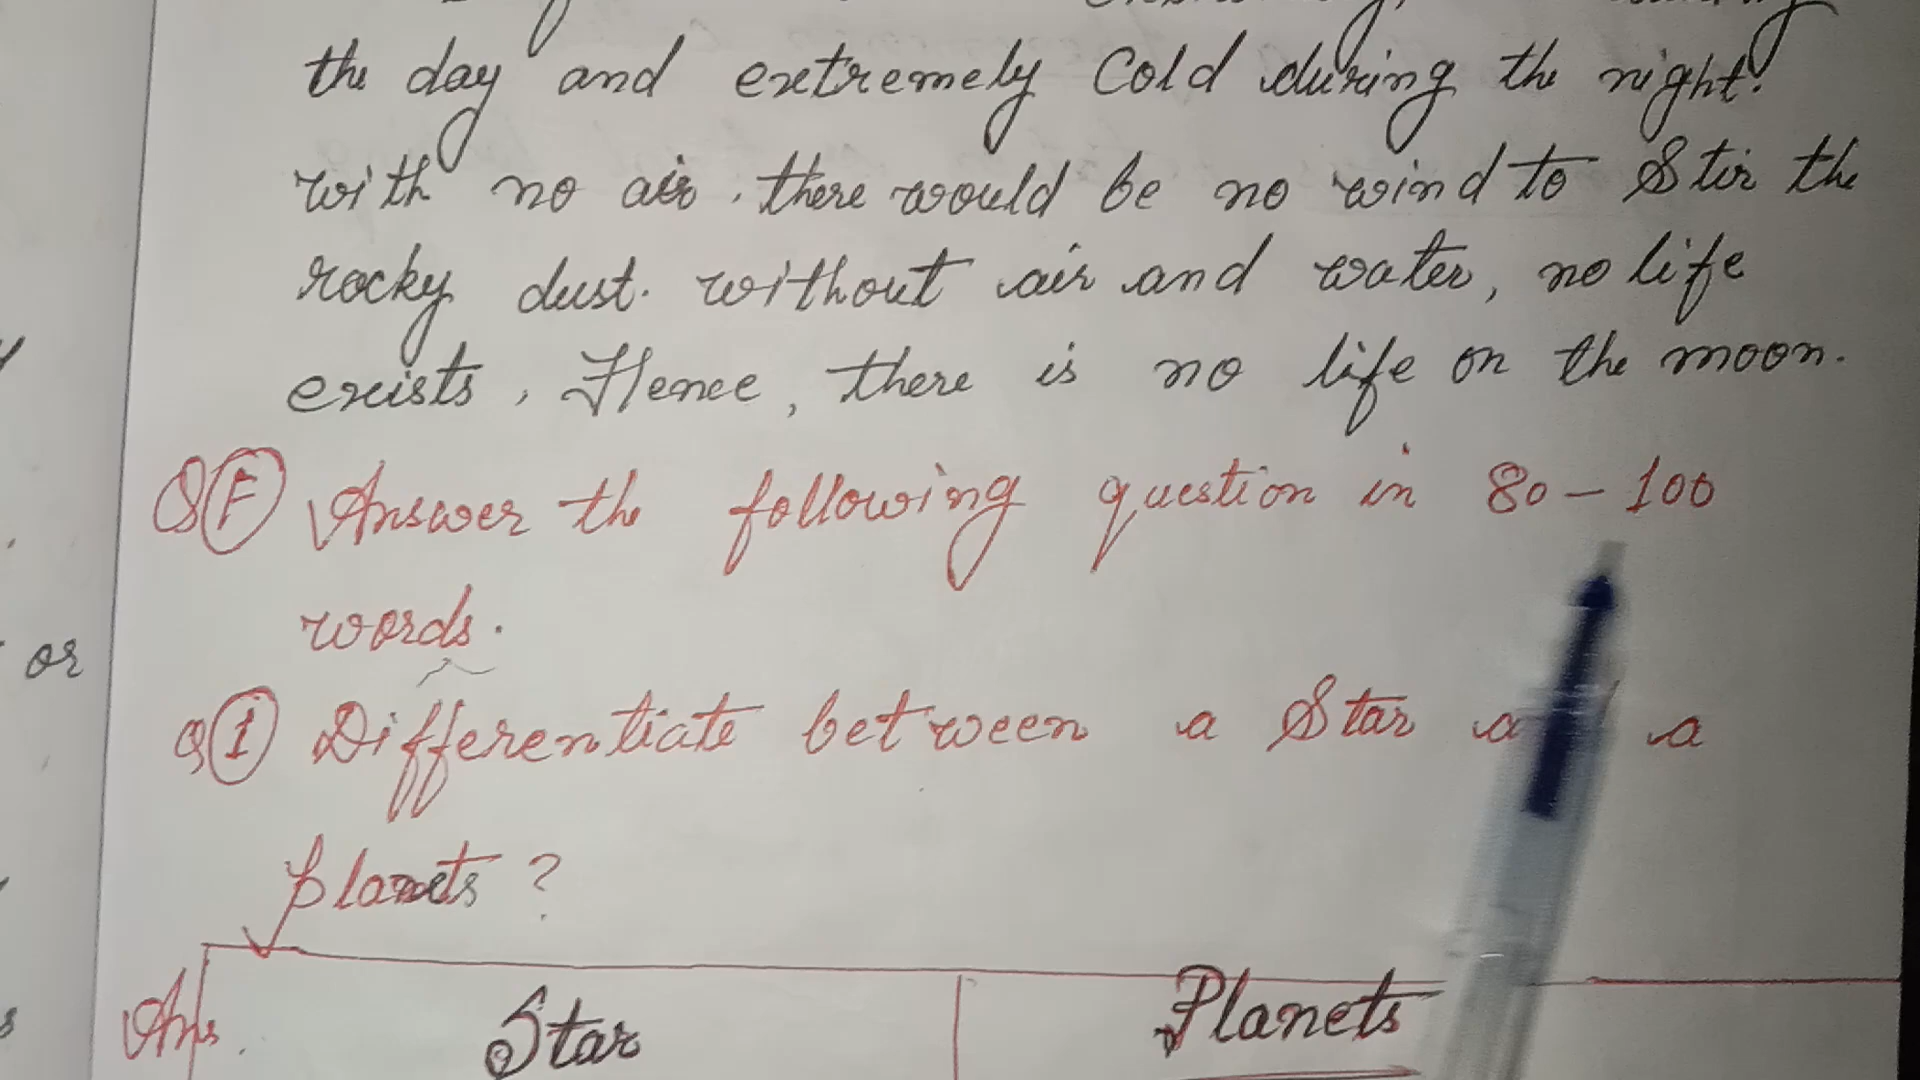 the day and extremely Cold during the night.
with no air. there would be no wind to Stir the
rocky dust. without air and water, no life
exists, Hence, there is no life on the moon.
Q F Answer the following question in 80-100
words.
or
Q 1 Differentiate between a Star a
planets ?
Ans. Star Planets